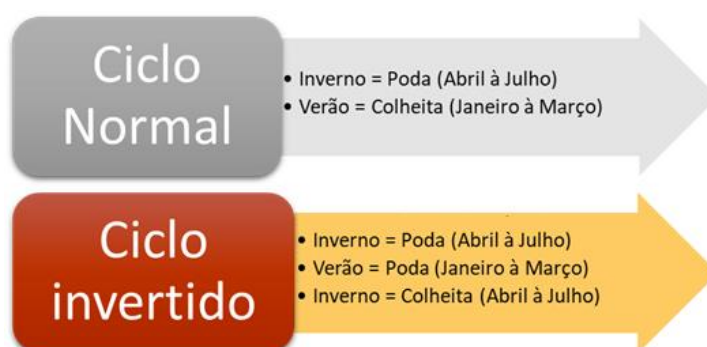 Ciclo
Normal
• Inverno = Poda (Abril à Julho)
• Verão = Colheita (Janeiro à Março)
Ciclo
invertido
• Inverno = Poda (Abril à Julho)
• Verão = Poda (Janeiro à Março)
• Inverno = Colheita (Abril à Julho)